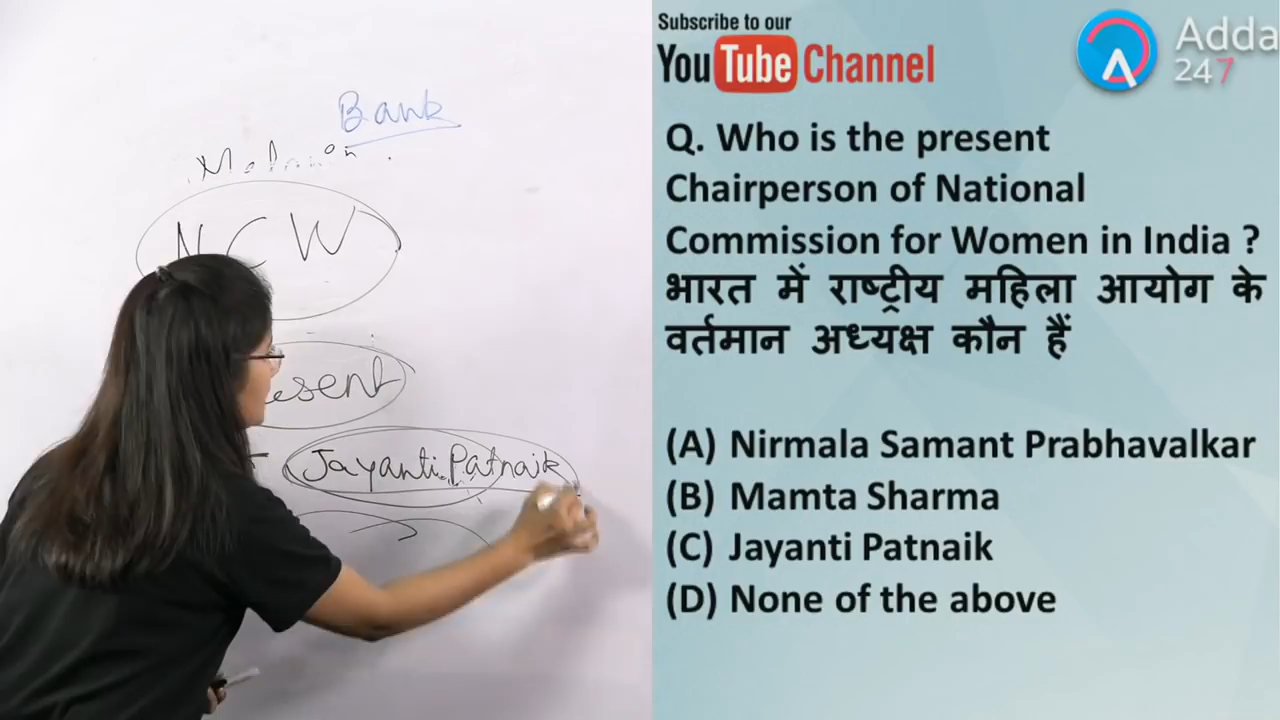 Bank
NCW
esent
Jayanti Patnaik
Subscribe to our
YouTube Channel
Adda
247
Q. Who is the present
Chairperson of National
Commission for Women in India ?
भारत में राष्ट्रीय महिला आयोग के
वर्तमान अध्यक्ष कौन हैं
(A) Nirmala Samant Prabhavalkar
(B) Mamta Sharma
(C) Jayanti Patnaik
(D) None of the above